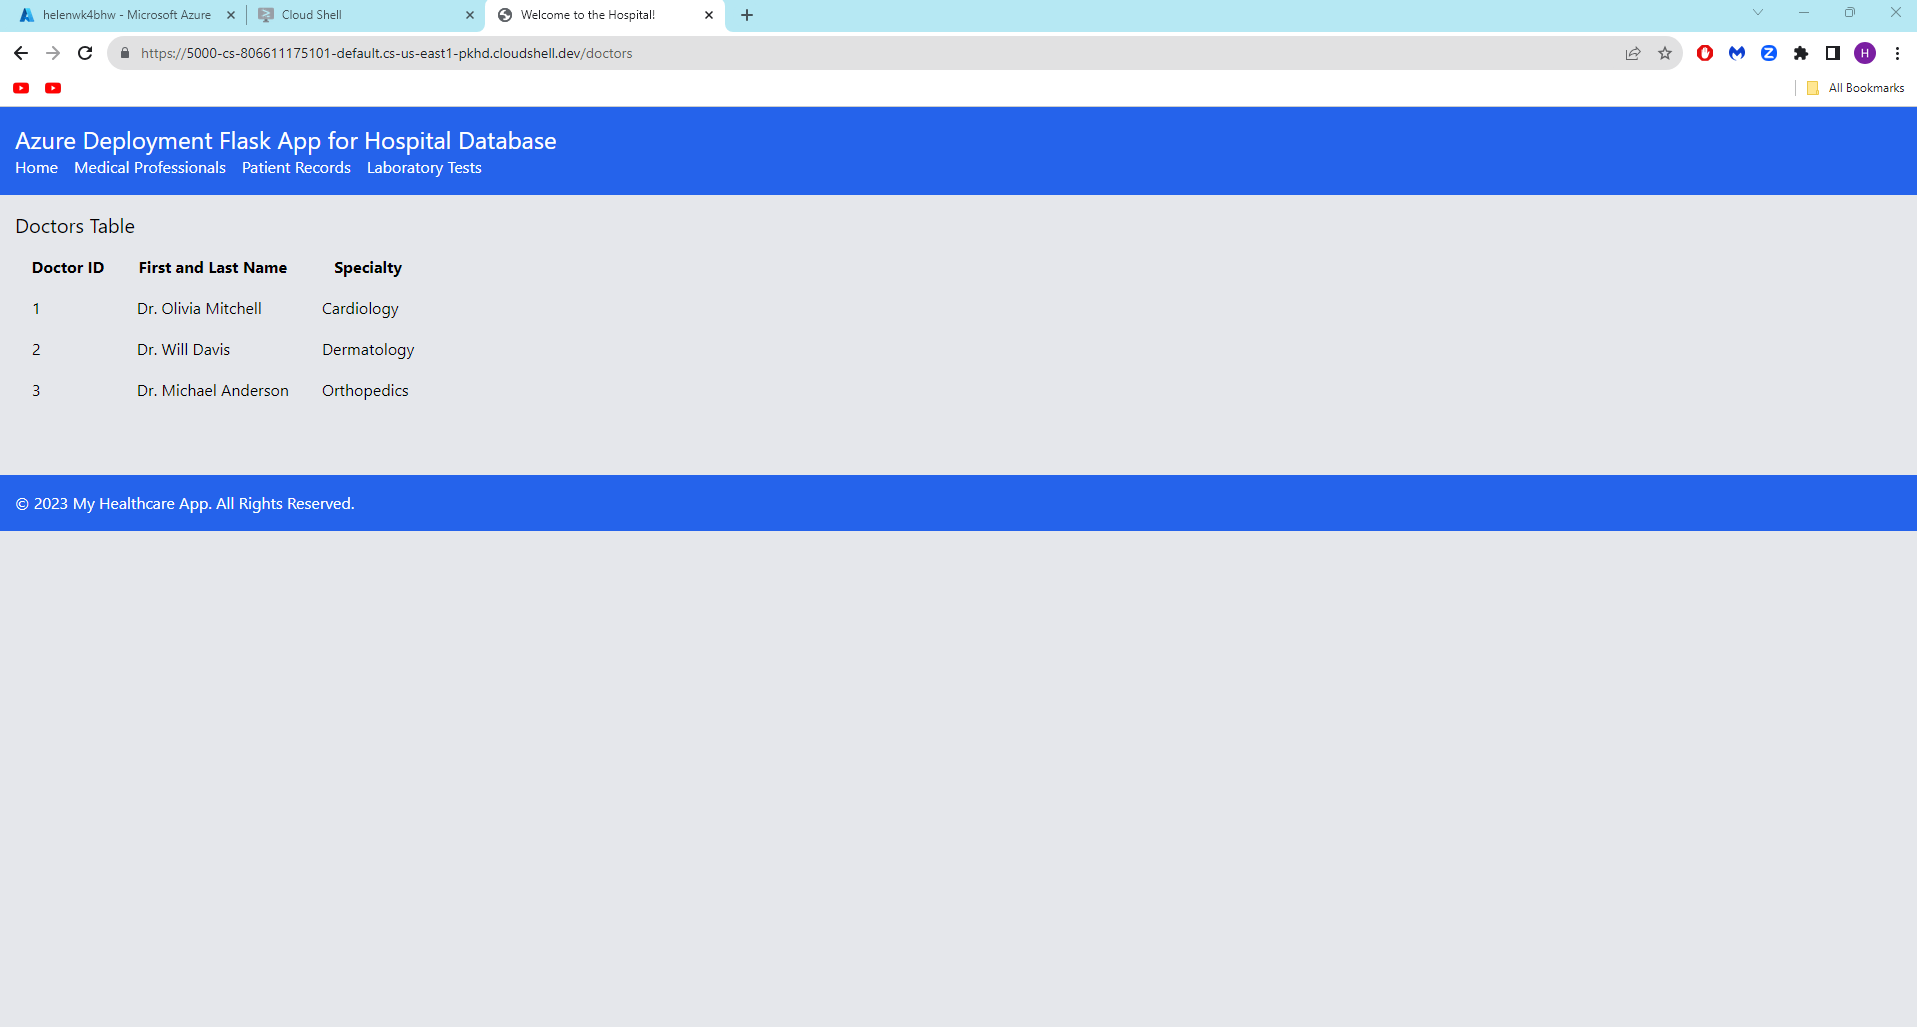 helenwk4bhw - Microsoft Azure
Cloud Shell
Welcome to the Hospital!
https://5000-cs-806611175101-default.cs-us-east1-pkhd.cloudshell.dev/doctors
H
All Bookmarks
Azure Deployment Flask App for Hospital Database
Home Medical Professionals Patient Records Laboratory Tests
Doctors Table
Doctor ID First and Last Name Specialty
1 Dr. Olivia Mitchell Cardiology
2 Dr. Will Davis Dermatology
3 Dr. Michael Anderson Orthopedics
© 2023 My Healthcare App. All Rights Reserved.